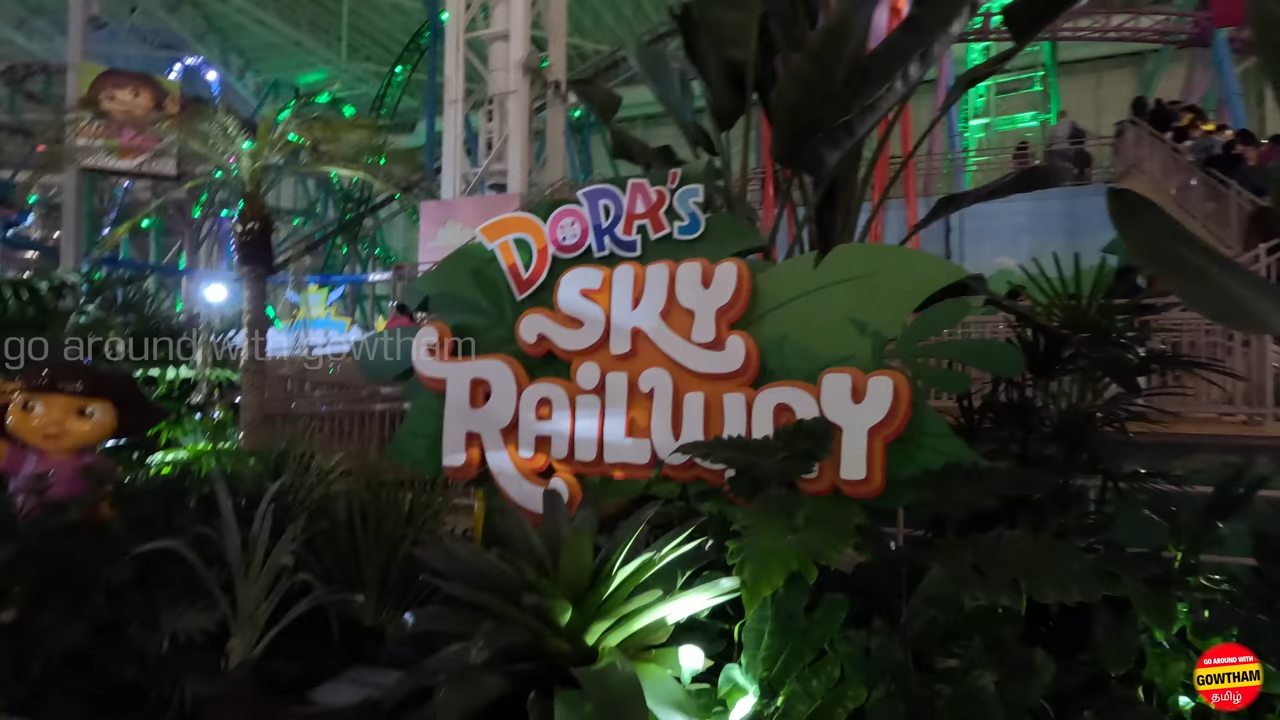 DORA'S
SKY
RAILWAY
go around with gowtham
GO AROUND WITH
GOWTHAM
தமிழ்